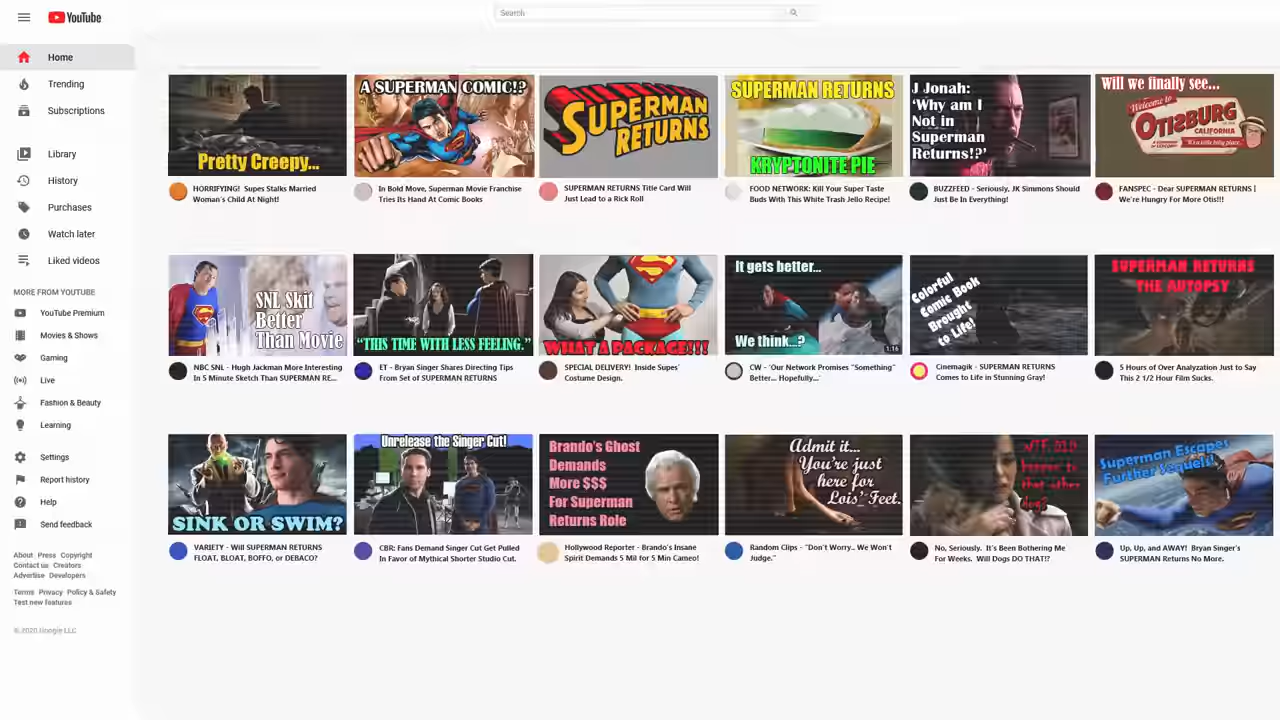 YouTube
Search
Home
Trending
Subscriptions
Library
History
Purchases
Watch later
Liked videos
MORE FROM YOUTUBE
YouTube Premium
Movies & Shows
Gaming
Live
Fashion & Beauty
Learning
Settings
Report history
Help
Send feedback
About Press Copyright
Contact us Creators
Advertise Developers
Terms Privacy Policy & Safety
Test new features
© 2020 Google LLC
Pretty Creepy...
HORRIFYING! Supes Stalks Married
Woman's Child At Night!
A SUPERMAN COMIC!?
In Bold Move, Superman Movie Franchise
Tries Its Hand At Comic Books
SUPERMAN
RETURNS
SUPERMAN RETURNS Title Card Will
Just Lead to a Rick Roll
SUPERMAN RETURNS
KRYPTONITE PIE
FOOD NETWORK: Kill Your Super Taste
Buds With This White Trash Jello Recipe!
J Jonah:
'Why am I
Not in
Superman
Returns!?'
BUZZFEED - Seriously, JK Simmons Should
Just Be In Everything!
Will we finally see...
Welcome to
OTISBURG
CALIFORNIA
FANSPEC - Dear SUPERMAN RETURNS |
We're Hungry For More Otis!!!
SNL Skit
Better
Than Movie
NBC SNL - Hugh Jackman More Interesting
In 5 Minute Sketch Than SUPERMAN RE...
"THIS TIME WITH LESS FEELING."
ET - Bryan Singer Shares Directing Tips
From Set of SUPERMAN RETURNS
WHAT A PACKAGE!!!
SPECIAL DELIVERY! Inside Supes'
Costume Design.
It gets better...
We think...?
1:16
CW - 'Our Network Promises "Something"
Better... Hopefully...'
Colorful
Comic Book
Brought
to Life!
Cinemagik - SUPERMAN RETURNS
Comes to Life in Stunning Gray!
SUPERMAN RETURNS
THE AUTOPSY
5 Hours of Over Analyzation Just to Say
This 2 1/2 Hour Film Sucks.
SINK OR SWIM?
VARIETY - Will SUPERMAN RETURNS
FLOAT, BLOAT, BOFFO, or DEBACO?
Unrelease the Singer Cut!
CBR: Fans Demand Singer Cut Get Pulled
In Favor of Mythical Shorter Studio Cut.
Brando's Ghost
Demands
More $$$
For Superman
Returns Role
Hollywood Reporter - Brando's Insane
Spirit Demands 5 Mil for 5 Min Cameo!
Admit it...
You're just
here for
Lois' Feet.
Random Clips - "Don't Worry.. We Won't
Judge."
WTF DID
happen to
that other
dog?
No, Seriously. It's Been Bothering Me
For Weeks. Will Dogs DO THAT!?
Superman Escapes
Further Sequels!
Up, Up, and AWAY! Bryan Singer's
SUPERMAN Returns No More.